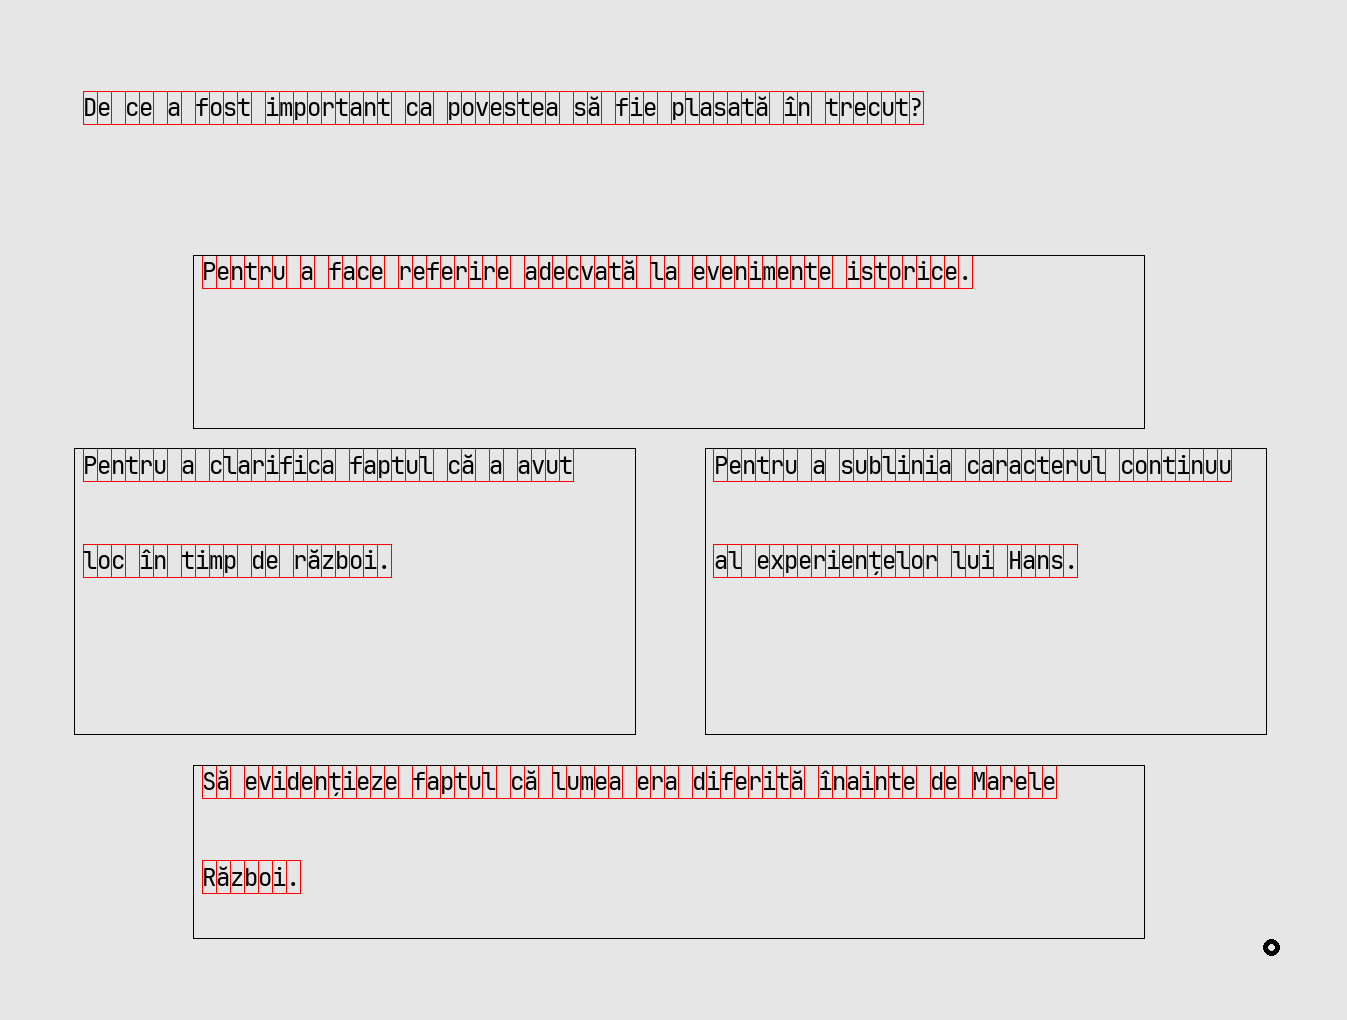 De ce a fost important ca povestea să fie plasată în trecut?
Pentru a face referire adecvată la evenimente istorice.
Pentru a clarifica faptul că a avut
loc în timp de război.
Pentru a sublinia caracterul continuu
al experiențelor lui Hans.
Să evidențieze faptul că lumea era diferită înainte de Marele
Război.